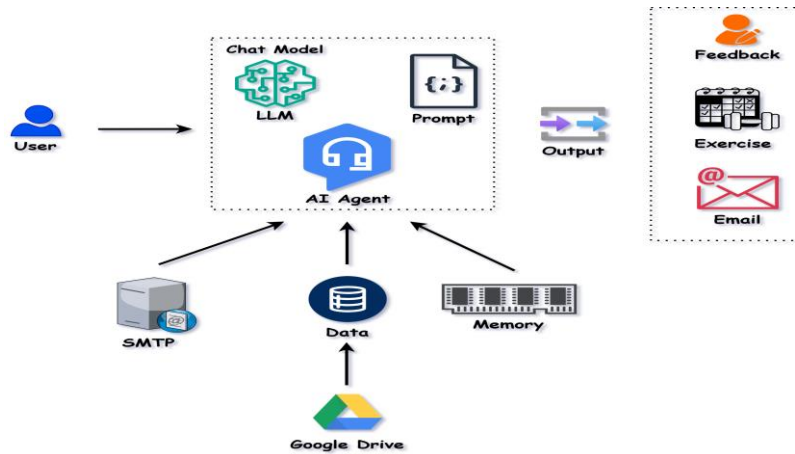 Chat Model
LLM
Prompt
AI Agent
User
Output
Feedback
Exercise
Email
SMTP
Data
Memory
Google Drive